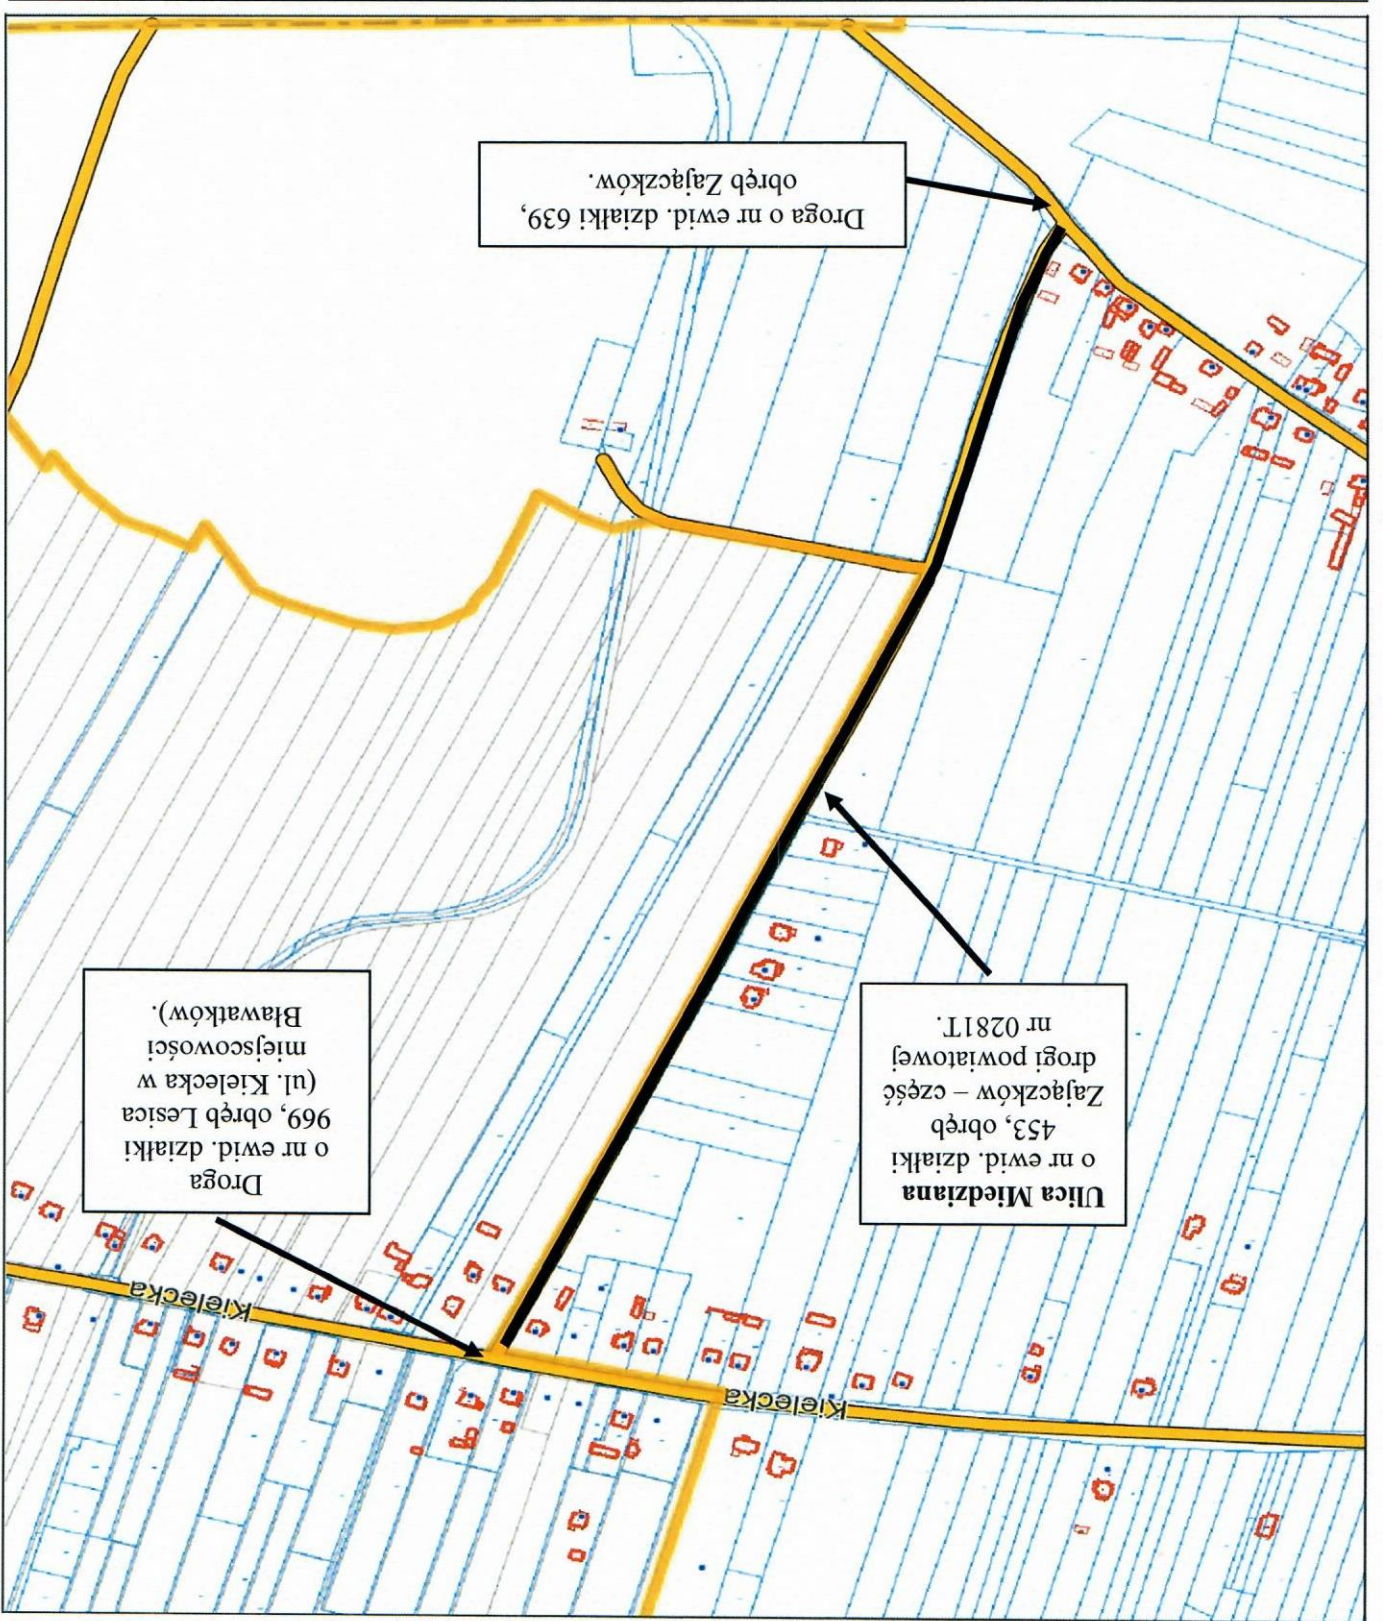 Kielecka
Kielecka
Ulica Miedziana
o nr ewid. działki
453, obręb
Zajączków – część
drogi powiatowej
nr 0281T.
Droga
o nr ewid. działki
969, obręb Lesica
(ul. Kielecka w
miejscowości
Bławatków).
Droga o nr ewid. działki 639,
obręb Zajączków.